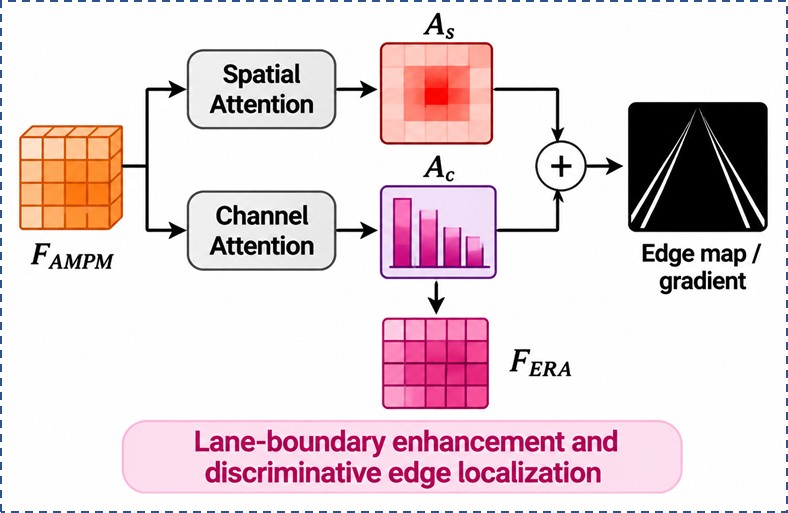 A_s
Spatial
Attention
A_c
Channel
Attention
+
F_AMPM
Edge map /
gradient
F_ERA
Lane-boundary enhancement and
discriminative edge localization